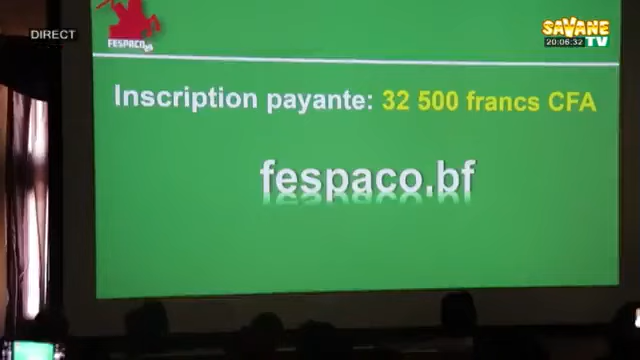 DIRECT
SAVANE
20:06:32 TV
FESPACO
Inscription payante: 32 500 francs CFA
fespaco.bf